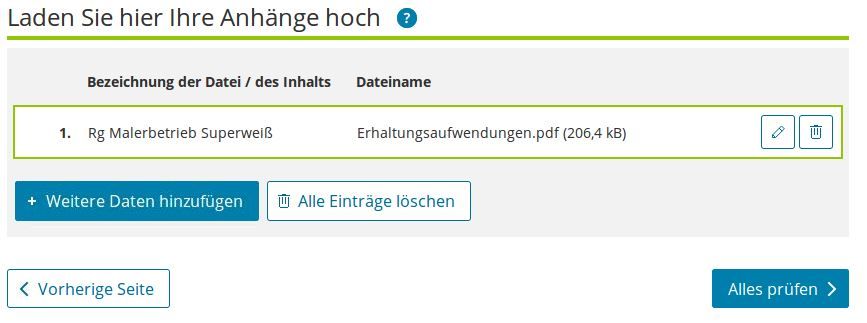 Laden Sie hier Ihre Anhänge hoch ?
Bezeichnung der Datei / des Inhalts Dateiname
1. Rg Malerbetrieb Superweiß Erhaltungsaufwendungen.pdf (206,4 kB)
+ Weitere Daten hinzufügen Alle Einträge löschen
Vorherige Seite Alles prüfen